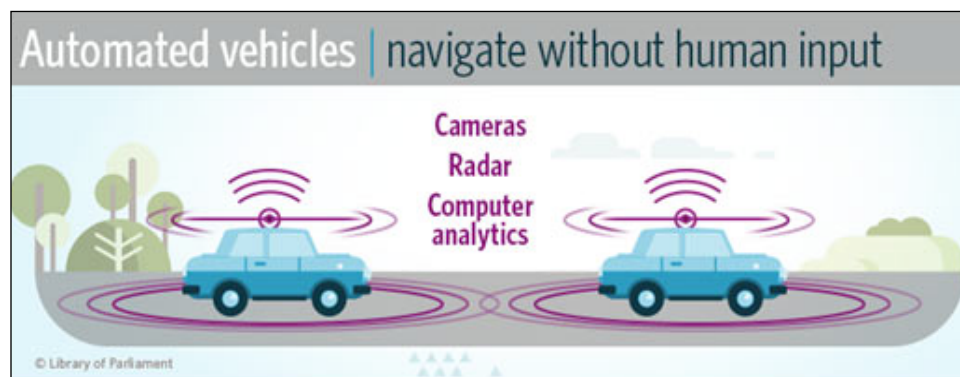 Automated vehicles | navigate without human input
Cameras
Radar
Computer
analytics
© Library of Parliament